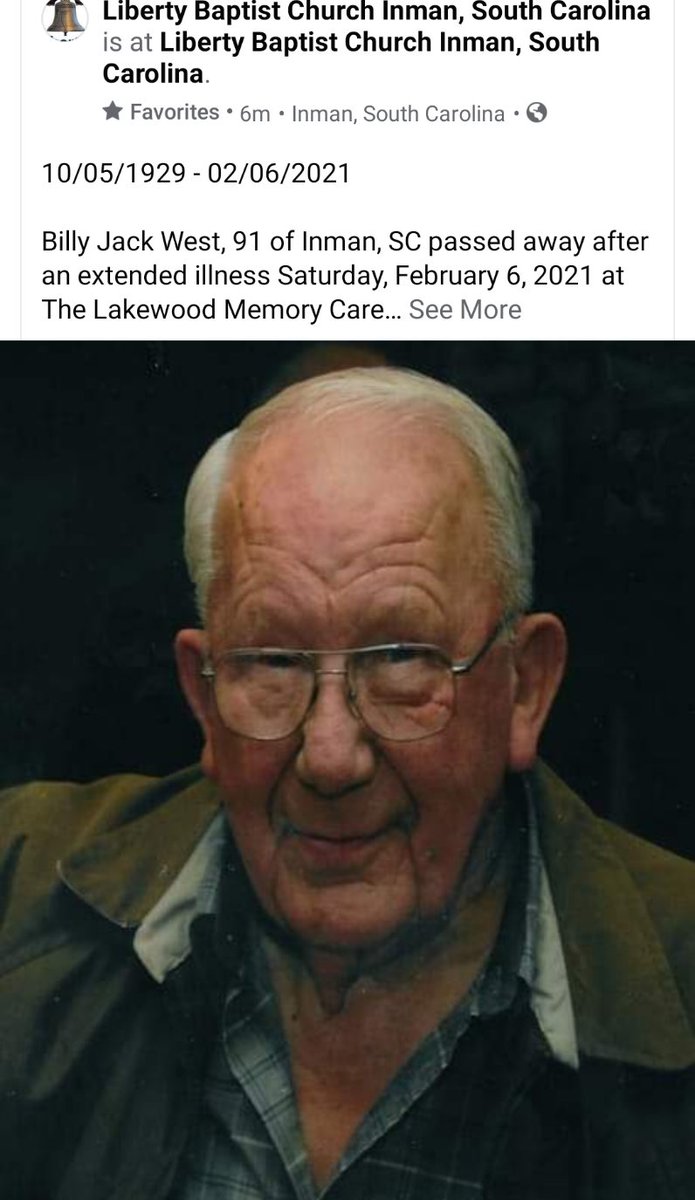 Liberty Baptist Church Inman, South Carolina
is at Liberty Baptist Church Inman, South
Carolina.
Favorites • 6m • Inman, South Carolina •
10/05/1929 - 02/06/2021
Billy Jack West, 91 of Inman, SC passed away after
an extended illness Saturday, February 6, 2021 at
The Lakewood Memory Care... See More